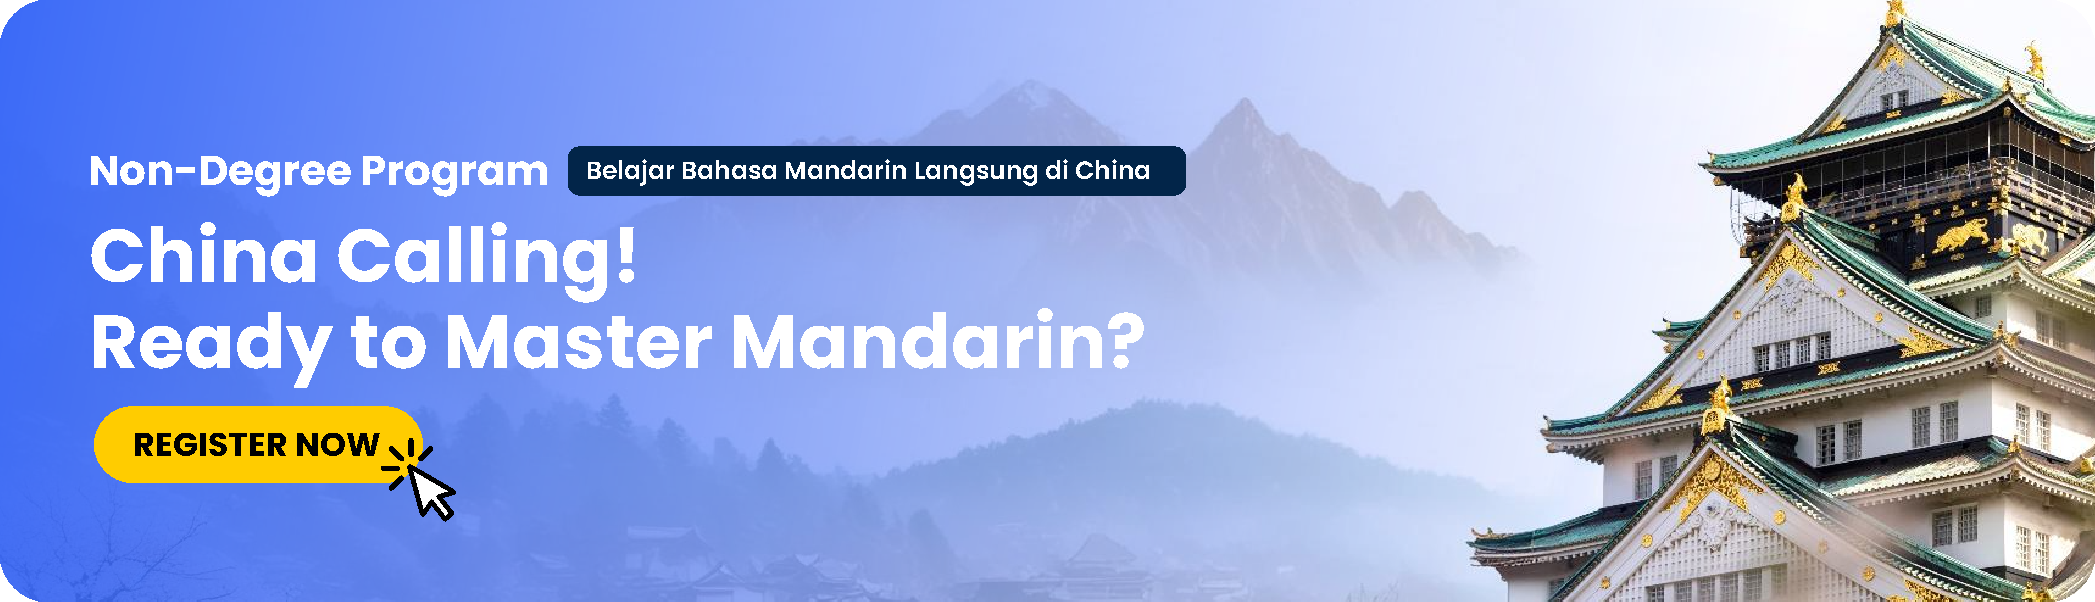 Non-Degree Program Belajar Bahasa Mandarin Langsung di China
China Calling!
Ready to Master Mandarin?
REGISTER NOW